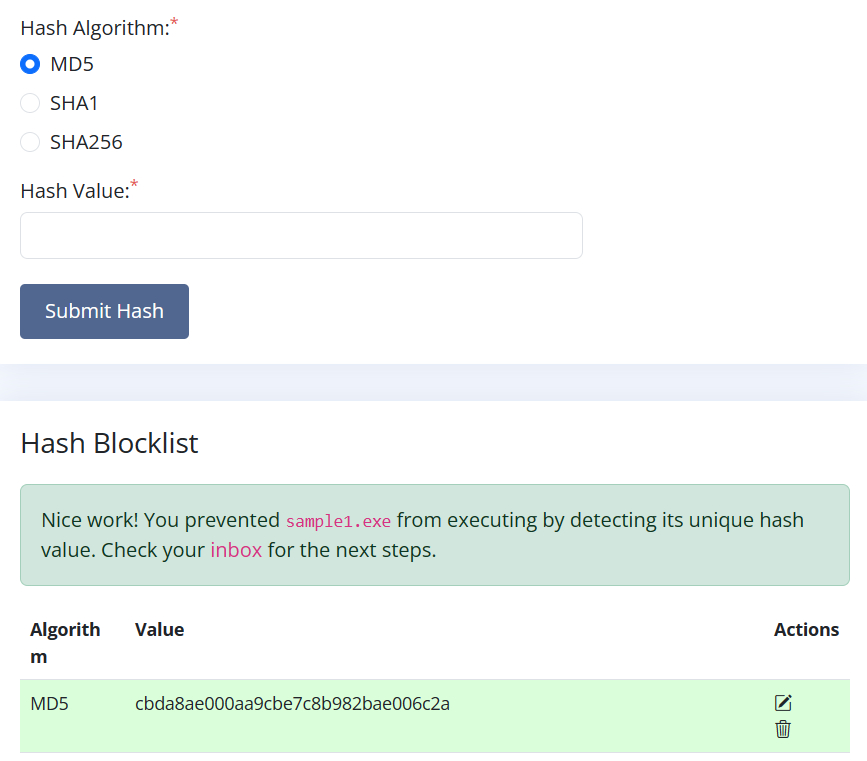 Hash Algorithm:*
MD5
SHA1
SHA256
Hash Value:*
Submit Hash
Hash Blocklist
Nice work! You prevented sample1.exe from executing by detecting its unique hash
value. Check your inbox for the next steps.
Algorith
m Value Actions
MD5 cbda8ae000aa9cbe7c8b982bae006c2a